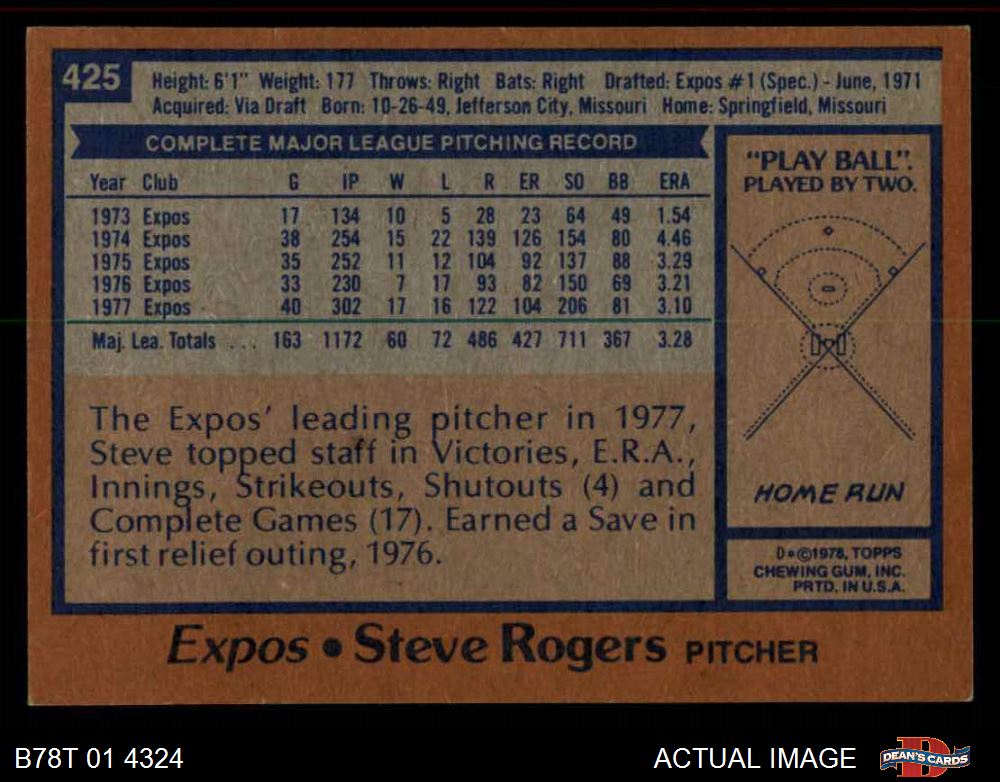 425
Height: 6'1" Weight: 177 Throws: Right Bats: Right Drafted: Expos #1 (Spec.) - June, 1971
Acquired: Via Draft Born: 10-26-49, Jefferson City, Missouri Home: Springfield, Missouri
COMPLETE MAJOR LEAGUE PITCHING RECORD
Year Club G IP W L R ER SO BB ERA
1973 Expos 17 134 10 5 28 23 64 49 1.54
1974 Expos 38 254 15 22 139 126 154 80 4.46
1975 Expos 35 252 11 12 104 92 137 88 3.29
1976 Expos 33 230 7 17 93 82 150 69 3.21
1977 Expos 40 302 17 16 122 104 206 81 3.10
Maj. Lea. Totals ... 163 1172 60 72 486 427 711 367 3.28
The Expos' leading pitcher in 1977,
Steve topped staff in Victories, E.R.A.,
Innings, Strikeouts, Shutouts (4) and
Complete Games (17). Earned a Save in
first relief outing, 1976.
"PLAY BALL".
PLAYED BY TWO.
HOME RUN
D*©1978, TOPPS
CHEWING GUM, INC.
PRTD. IN U.S.A.
Expos • Steve Rogers PITCHER
B78T 01 4324
ACTUAL IMAGE
DEAN'S CARDS